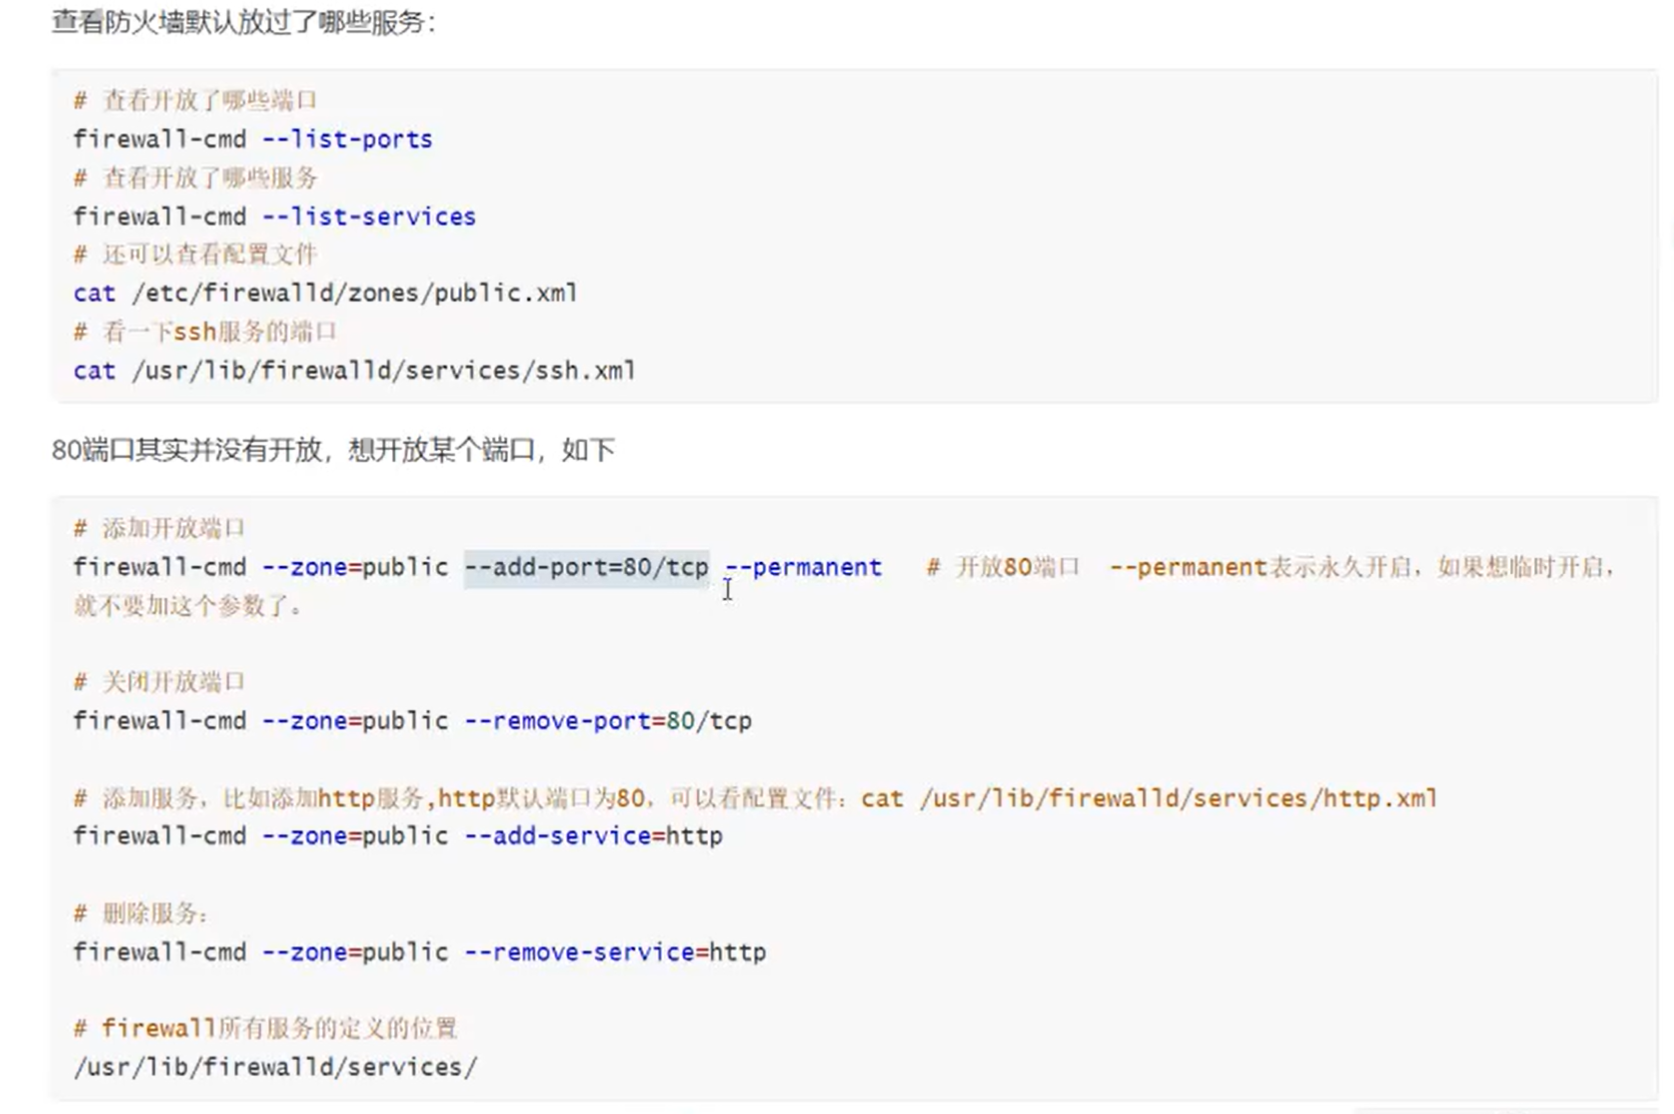 查看防火墙默认放过了哪些服务:
# 查看开放了哪些端口
firewall-cmd --list-ports
# 查看开放了哪些服务
firewall-cmd --list-services
# 还可以查看配置文件
cat /etc/firewalld/zones/public.xml
# 看一下ssh服务的端口
cat /usr/lib/firewalld/services/ssh.xml
80端口其实并没有开放，想开放某个端口，如下
# 添加开放端口
firewall-cmd --zone=public --add-port=80/tcp --permanent # 开放80端口 --permanent表示永久开启，如果想临时开启，
就不要加这个参数了。
# 关闭开放端口
firewall-cmd --zone=public --remove-port=80/tcp
# 添加服务，比如添加http服务,http默认端口为80，可以看配置文件：cat /usr/lib/firewalld/services/http.xml
firewall-cmd --zone=public --add-service=http
# 删除服务：
firewall-cmd --zone=public --remove-service=http
# firewall所有服务的定义的位置
/usr/lib/firewalld/services/